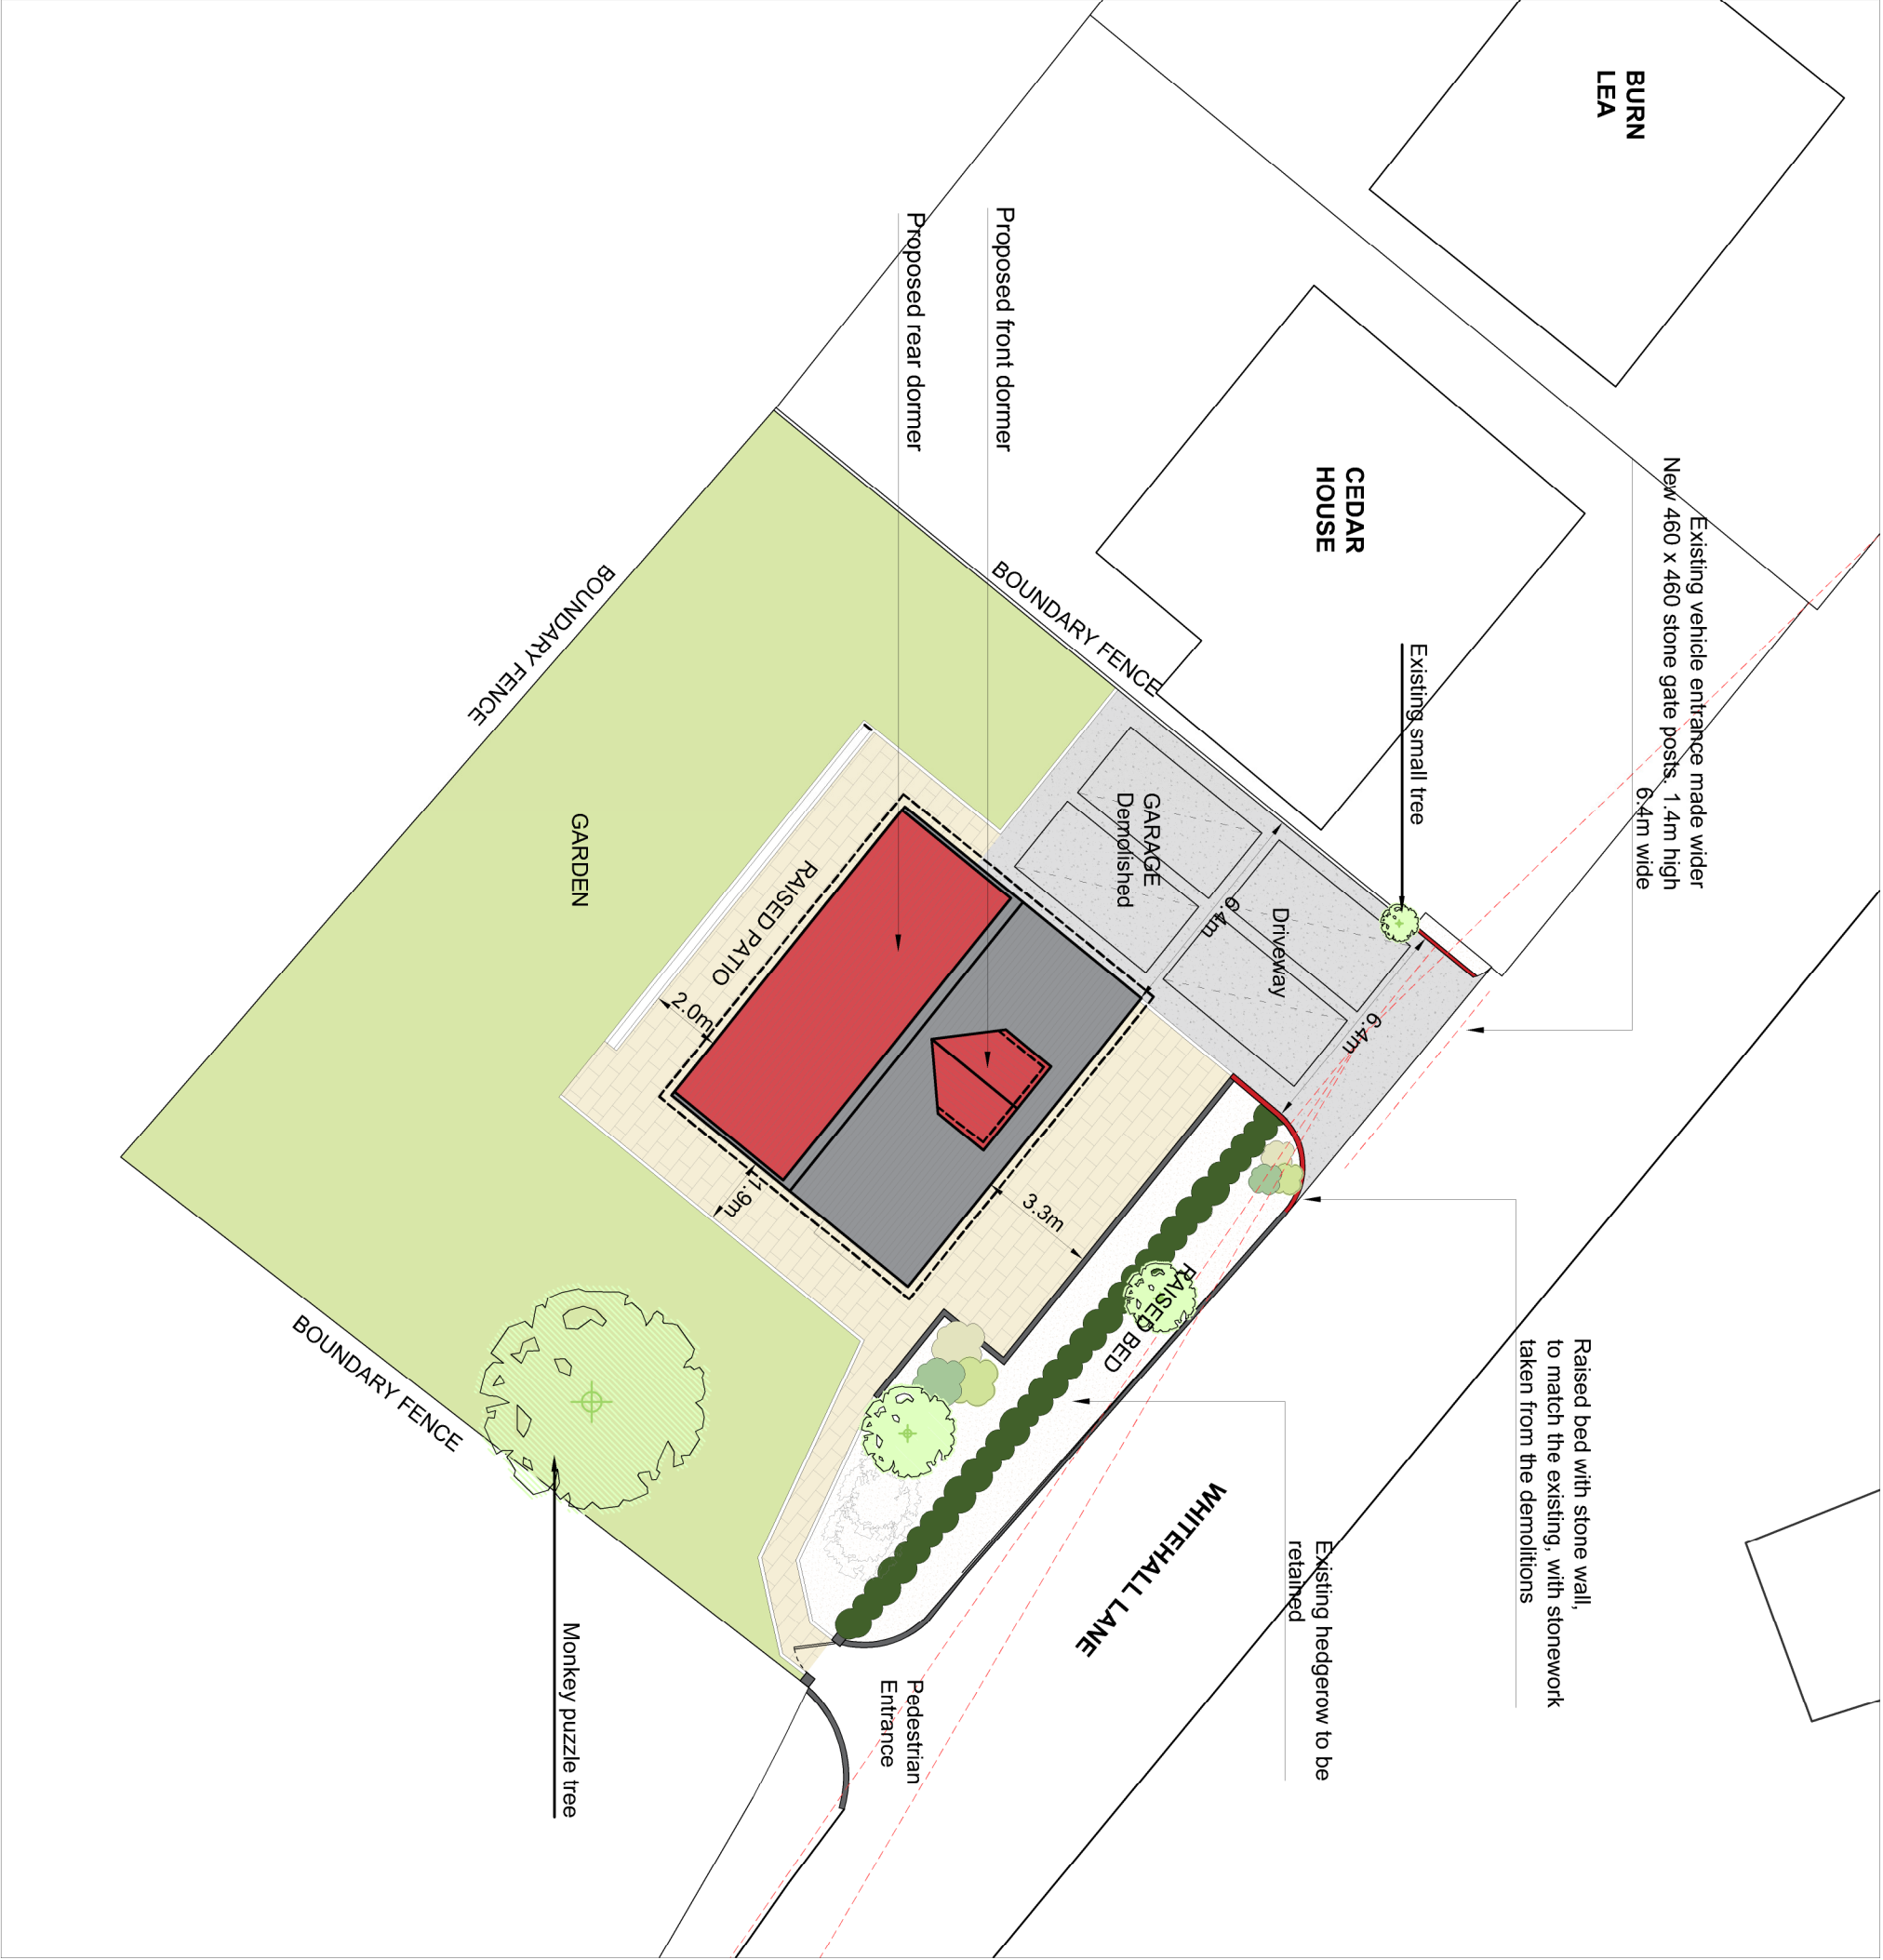 BURN
LEA
CEDAR
HOUSE
Existing vehicle entrance made wider
New 460 x 460 stone gate posts, 1.4m high
6.4m wide
Existing small tree
Proposed front dormer
Proposed rear dormer
BOUNDARY FENCE
BOUNDARY FENCE
GARAGE
Demolished
6.4m
Driveway
6.4m
GARDEN
RAISED PATIO
2.0m
1.9m
3.3m
RAISED BED
Raised bed with stone wall,
to match the existing, with stonework
taken from the demolitions
WHITEHALL LANE
Existing hedgerow to be
retained
BOUNDARY FENCE
Monkey puzzle tree
Pedestrian
Entrance